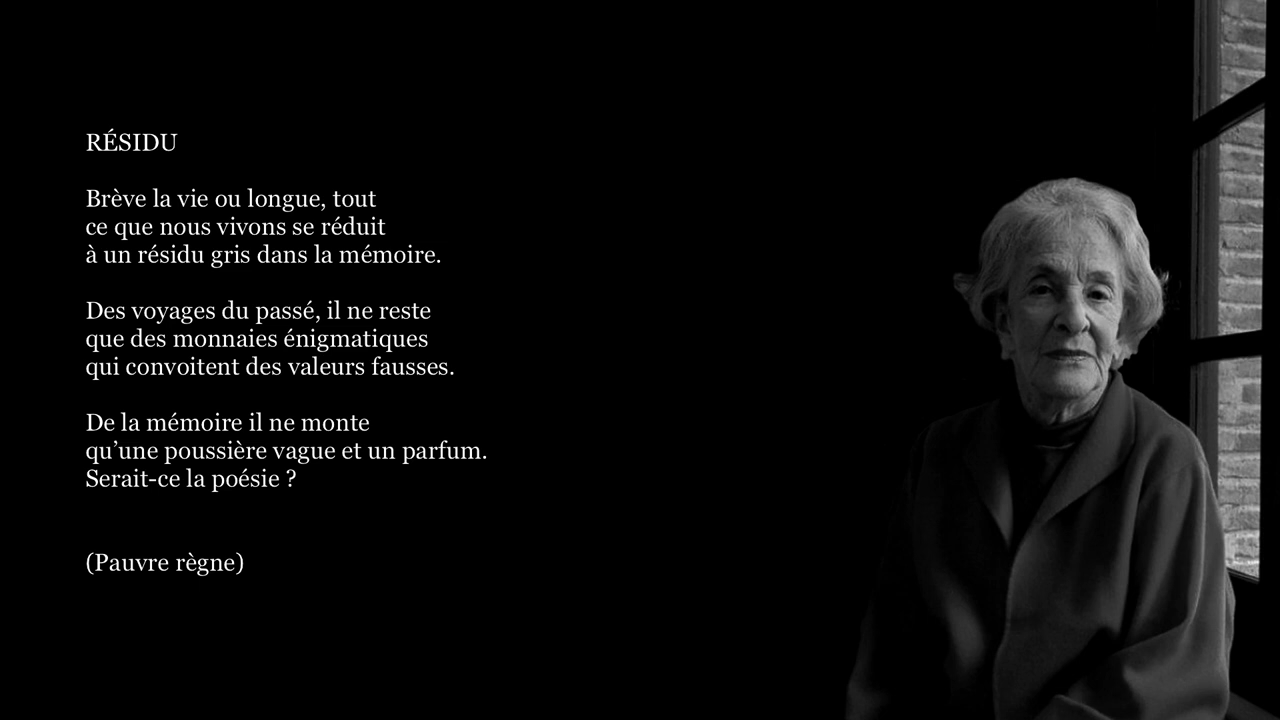 RÉSIDU
Brève la vie ou longue, tout
ce que nous vivons se réduit
à un résidu gris dans la mémoire.
Des voyages du passé, il ne reste
que des monnaies énigmatiques
qui convoitent des valeurs fausses.
De la mémoire il ne monte
qu’une poussière vague et un parfum.
Serait-ce la poésie ?
(Pauvre règne)